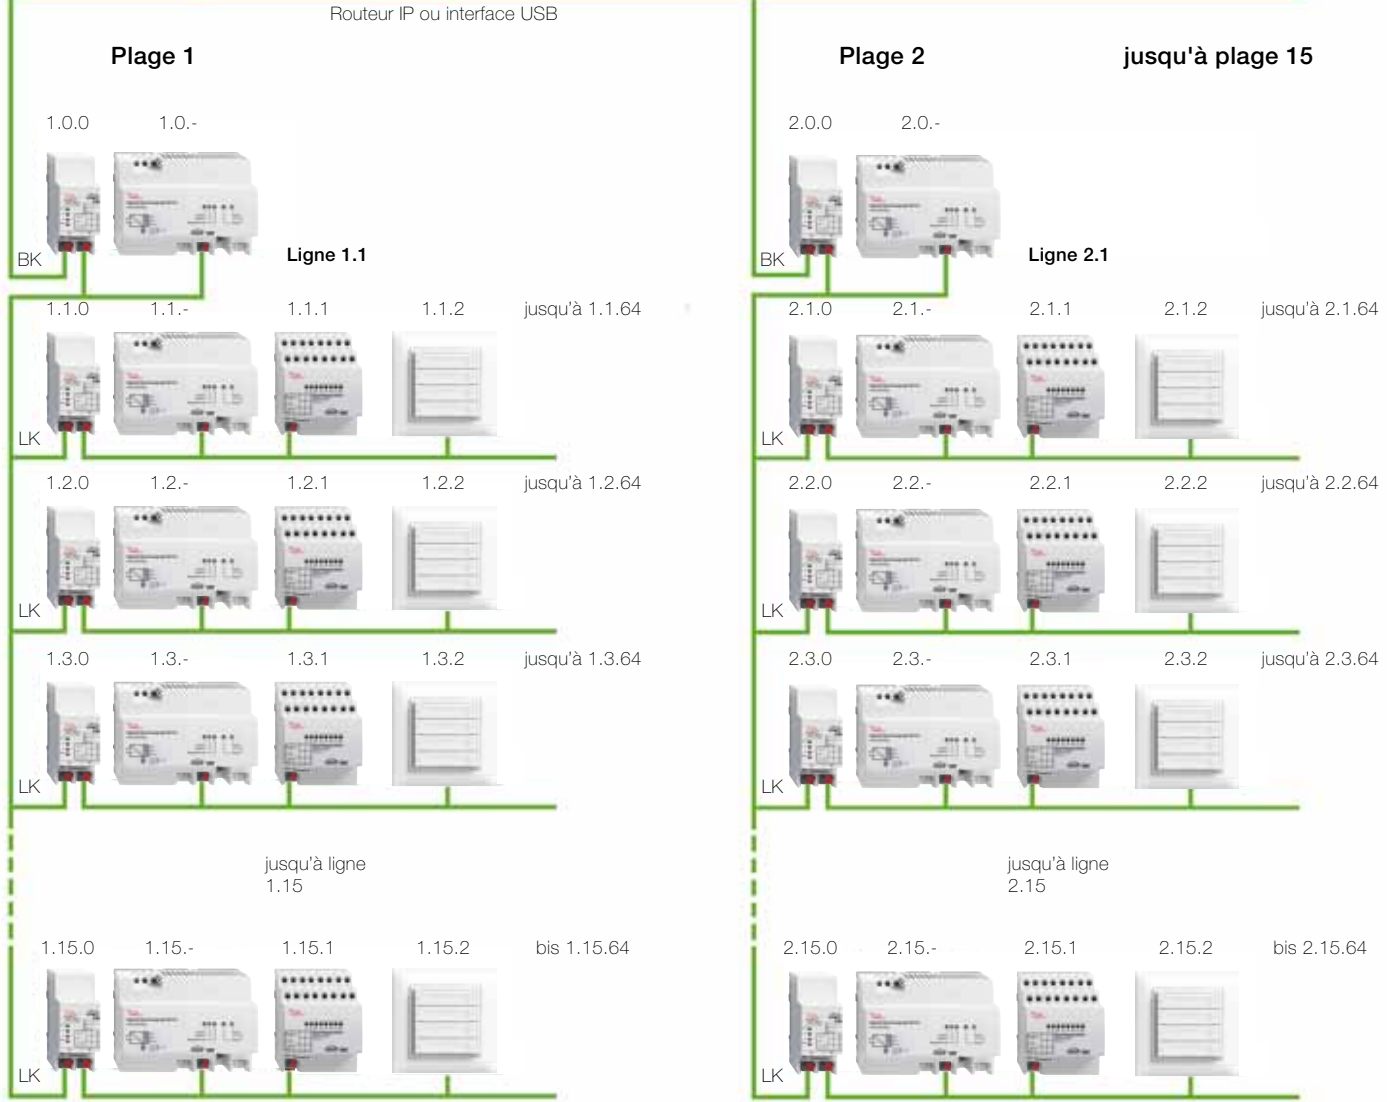 Routeur IP ou interface USB
Plage 1
Plage 2
jusqu'à plage 15
1.0.0
1.0.-
2.0.0
2.0.-
BK
Ligne 1.1
BK
Ligne 2.1
1.1.0
1.1.-
1.1.1
1.1.2
jusqu'à 1.1.64
2.1.0
2.1.-
2.1.1
2.1.2
jusqu'à 2.1.64
LK
LK
1.2.0
1.2.-
1.2.1
1.2.2
jusqu'à 1.2.64
2.2.0
2.2.-
2.2.1
2.2.2
jusqu'à 2.2.64
LK
LK
1.3.0
1.3.-
1.3.1
1.3.2
jusqu'à 1.3.64
2.3.0
2.3.-
2.3.1
2.3.2
jusqu'à 2.3.64
LK
LK
jusqu'à ligne
1.15
jusqu'à ligne
2.15
1.15.0
1.15.-
1.15.1
1.15.2
bis 1.15.64
2.15.0
2.15.-
2.15.1
2.15.2
bis 2.15.64
LK
LK